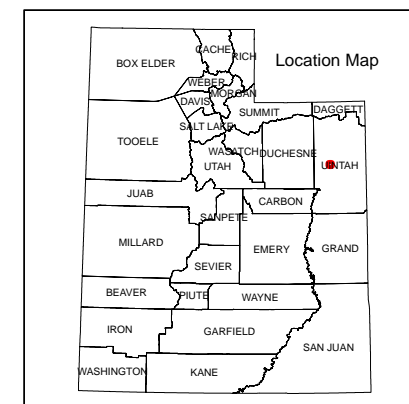 Location Map
BOX ELDER
CACHE
RICH
WEBER
MORGAN
DAVIS
SUMMIT
DAGGETT
SALT LAKE
TOOELE
WASATCH
DUCHESNE
UINTAH
UTAH
JUAB
CARBON
SANPETE
MILLARD
EMERY
GRAND
SEVIER
BEAVER
PIUTE
WAYNE
IRON
GARFIELD
SAN JUAN
WASHINGTON
KANE